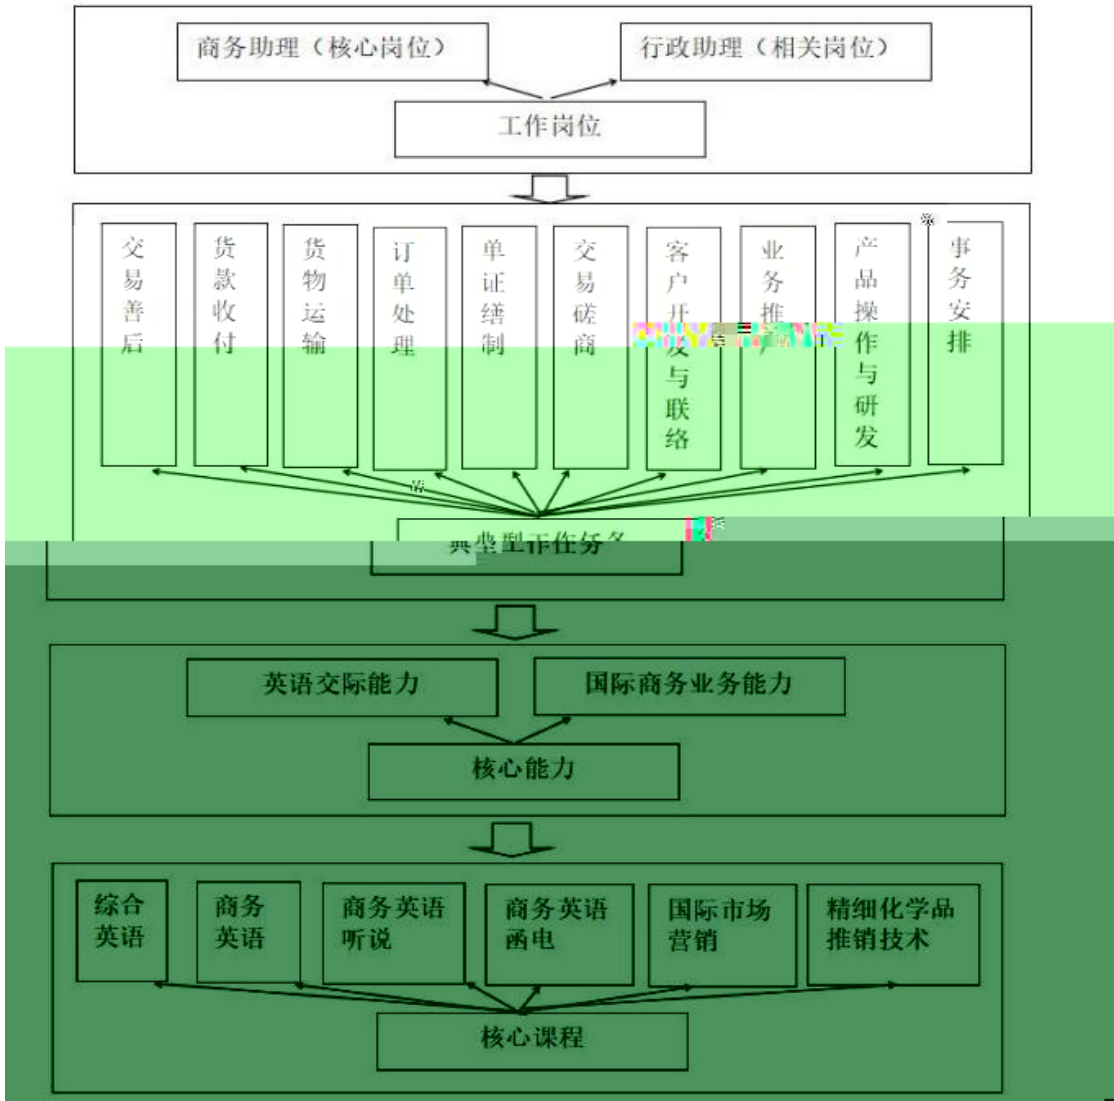 商务助理（核心岗位）
行政助理（相关岗位）
工作岗位
交易善后
货款收付
货物运输
订单处理
单证缮制
交易磋商
客户开发与联络
业务推广
产品操作与研发
事务安排
典型工作任务
英语交际能力
国际商务业务能力
核心能力
综合
英语
商务
英语
商务英语
听说
商务英语
函电
国际市场
营销
精细化学品
推销技术
核心课程